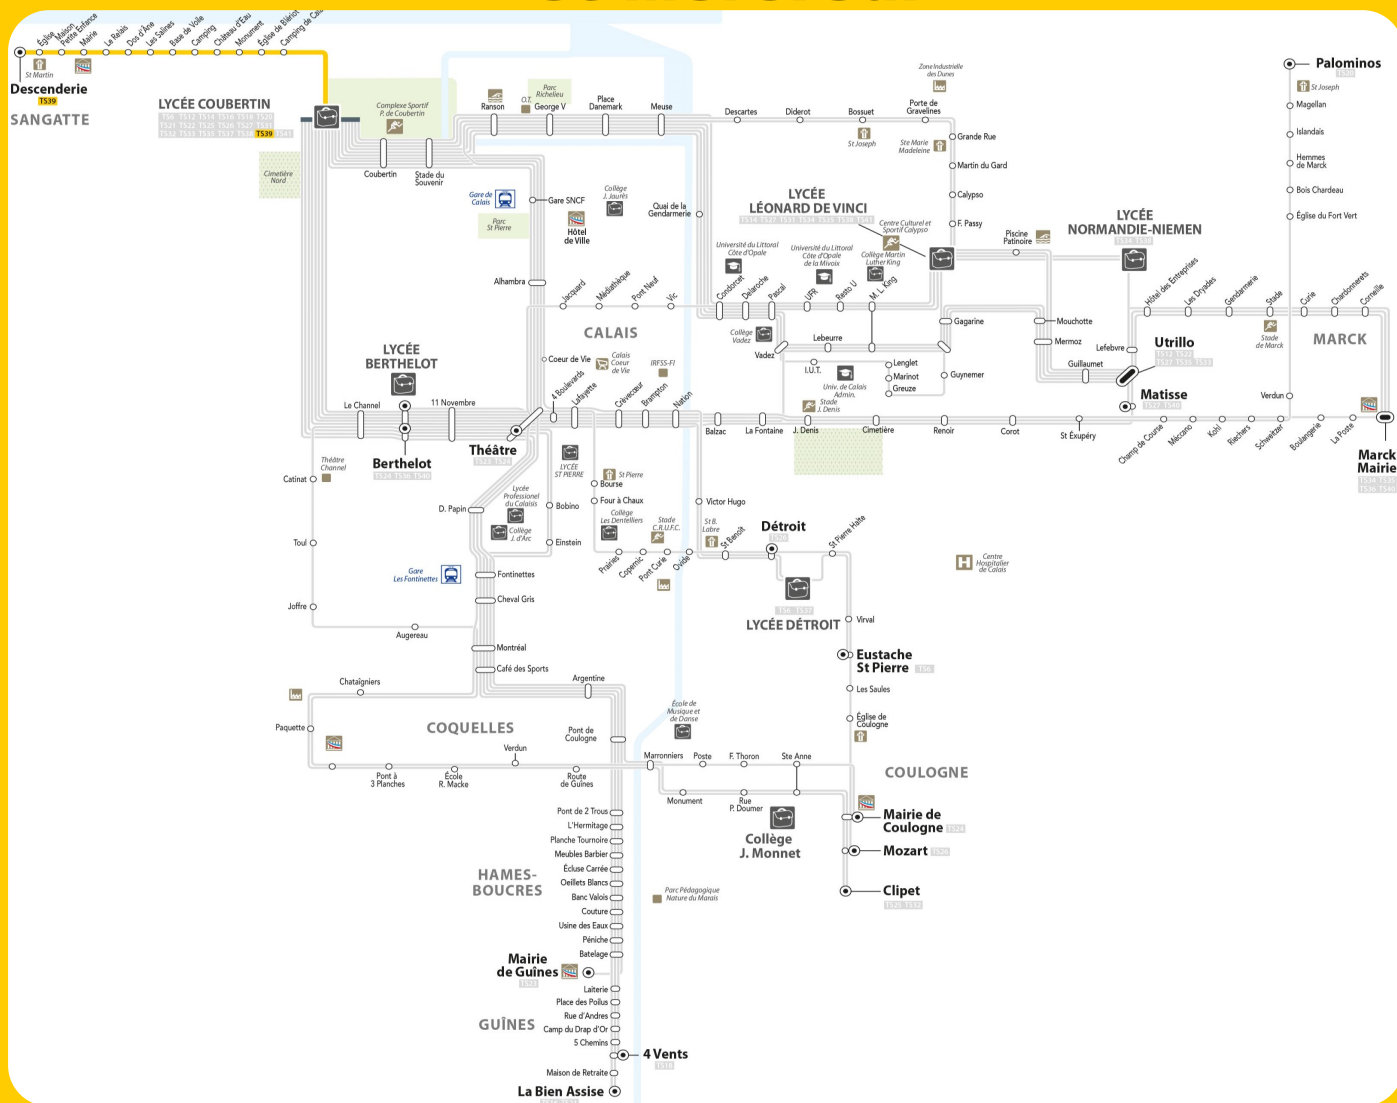 Église
Maison
Petite Enfance
Mairie
Le Relais
Dos d'Âne
Les Salines
Base de Voile
Camping
Château d'Eau
Monument
Église de Blériot
St Martin
Descenderie
TS39
SANGATTE
LYCÉE COUBERTIN
TS39
Complexe Sportif
P. de Coubertin
Cimetière
Nord
Coubertin
Stade du
Souvenir
Ranson
O.T.
Parc
Richelieu
George V
Place
Danemark
Meuse
Descartes
Diderot
Bossuet
St Joseph
Zone Industrielle
des Dunes
Porte de
Gravelines
Ste Marie
Madeleine
Grande Rue
Martin du Gard
Calypso
F. Passy
Palominos
St Joseph
Magellan
Islandais
Hemmes
de Marck
Bois Chardeau
Église du Fort Vert
Gare de
Calais
Gare SNCF
Parc
St Pierre
Hôtel
de Ville
Collège
J. Jaurès
Quai de la
Gendarmerie
LYCÉE
LÉONARD DE VINCI
Centre Culturel et
Sportif Calypso
Collège Martin
Luther King
Université du Littoral
Côte d'Opale
Université du Littoral
Côte d'Opale
de la Mivoix
LYCÉE
NORMANDIE-NIEMEN
Piscine
Patinoire
Alhambra
Jacquard
Médiathèque
Pont Neuf
Vic
Condorcet
Delaroche
Pascal
UFR
Resto U
M. L. King
Hôtel des Entreprises
Les Dryades
Gendarmerie
Stade
Curie
Chardonnerets
Corneille
CALAIS
MARCK
Stade
de Marck
Collège
Vadez
Vadez
Lebeurre
Gagarine
Mouchotte
Mermoz
Lefebvre
Guillaumet
Utrillo
LYCÉE
BERTHELOT
Coeur de Vie
Calais
Coeur
de Vie
IRFSS-FI
I.U.T.
Univ. de Calais
Admin.
Lenglet
Marinot
Greuze
Guynemer
Matisse
Verdun
Le Channel
11 Novembre
4 Boulevards
Lafayette
Crèvecœur
Brampton
Nation
Balzac
La Fontaine
Stade
J. Denis
J. Denis
Cimetière
Renoir
Corot
St Exupéry
Champ de Course
Méccano
Kohl
Riechers
Schweitzer
Boulangerie
La Poste
Marck
Mairie
Berthelot
Théâtre
Théâtre
Channel
Catinat
LYCÉE
ST PIERRE
St Pierre
Bourse
Lycée
Professionel
du Calaisis
Collège
J. d'Arc
D. Papin
Bobino
Four à Chaux
Collège
Les Dentelliers
Stade
C.R.U.F.C.
Victor Hugo
St B.
Labre
Détroit
St Pierre Halte
Toul
Einstein
Prairies
Copernic
Pont Curie
Ovide
St Benoît
Centre
Hospitalier
de Calais
Gare
Les Fontinettes
Fontinettes
Cheval Gris
Joffre
Augereau
LYCÉE DÉTROIT
Virval
Montréal
Café des Sports
Eustache
St Pierre
Chataîgniers
Argentine
Les Saules
Paquette
COQUELLES
Pont de
Coulogne
École de
Musique et
de Danse
Église de
Coulogne
Verdun
Marronniers
Poste
F. Thoron
Ste Anne
COULOGNE
Pont à
3 Planches
École
R. Macke
Route
de Guînes
Monument
Rue
P. Doumer
Pont de 2 Trous
L'Hermitage
Planche Tournoire
Meubles Barbier
Écluse Carrée
Oeillets Blancs
Banc Valois
Couture
Usine des Eaux
Péniche
Batelage
HAMES-
BOUCRES
Collège
J. Monnet
Mairie de
Coulogne
Mozart
Clipet
Parc Pédagogique
Nature du Marais
Mairie
de Guînes
Laiterie
Place des Poilus
Rue d'Andres
Camp du Drap d'Or
5 Chemins
GUÎNES
4 Vents
Maison de Retraite
La Bien Assise